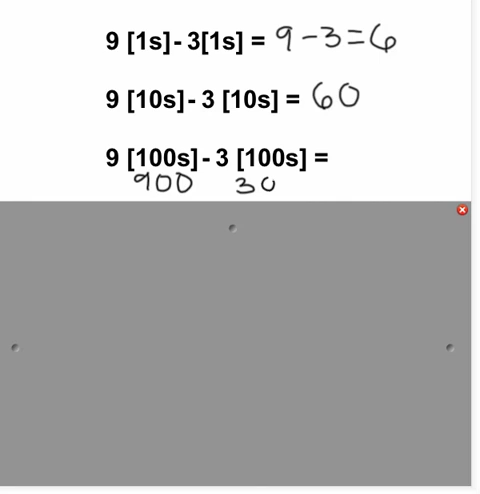 9 [1s] - 3[1s] = 9 - 3 = 6
9 [10s] - 3 [10s] = 60
9 [100s] - 3 [100s] =
900 30